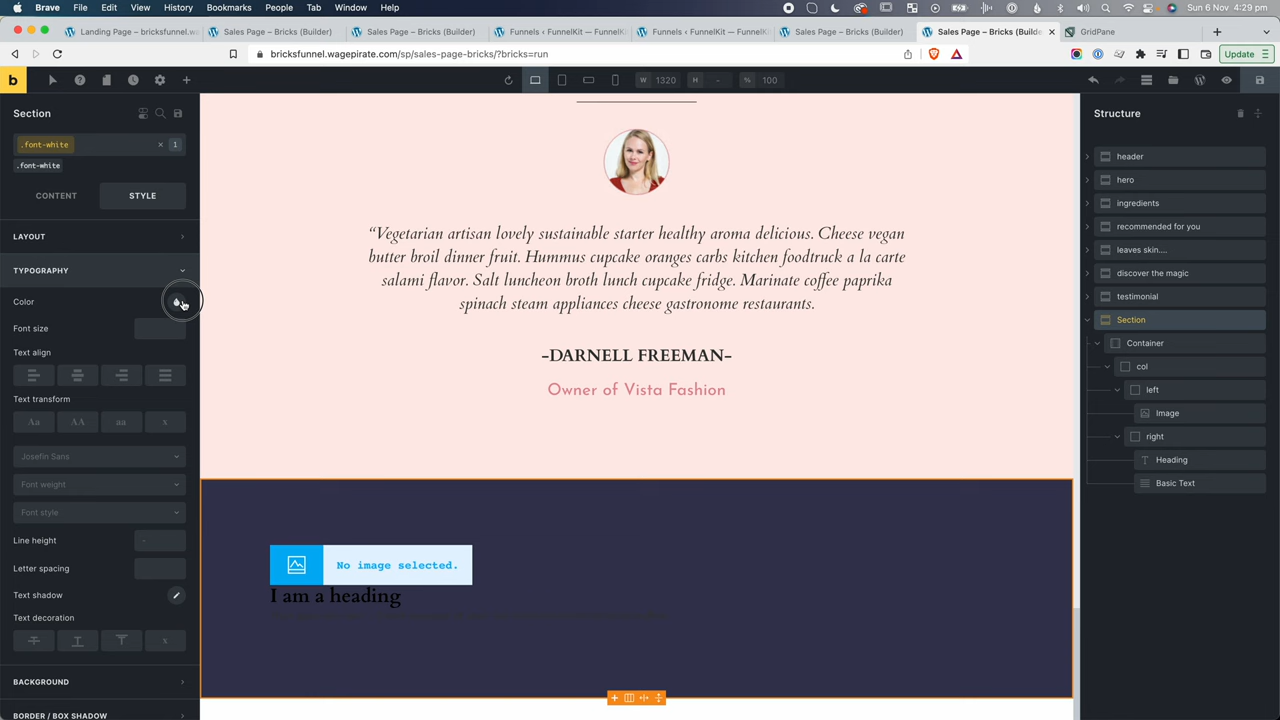 Brave File Edit View History Bookmarks People Tab Window Help
Sun 6 Nov 4:29 pm
Landing Page – bricksfunnel.wa
Sales Page – Bricks (Builder)
Sales Page – Bricks (Builder)
Funnels ‹ FunnelKit — FunnelKi
Funnels ‹ FunnelKit — FunnelKi
Sales Page – Bricks (Builder)
Sales Page – Bricks (Builde
GridPane
bricksfunnel.wagepirate.com/sp/sales-page-bricks/?bricks=run
Update
b
W 1320 H - % 100
Section
.font-white
1
.font-white
CONTENT STYLE
LAYOUT
TYPOGRAPHY
Color
Font size
Text align
Text transform
Aa AA aa x
Josefin Sans
Font weight
Font style
Line height -
Letter spacing
Text shadow
Text decoration
x
BACKGROUND
BORDER / BOX SHADOW
“Vegetarian artisan lovely sustainable starter healthy aroma delicious. Cheese vegan
butter broil dinner fruit. Hummus cupcake oranges carbs kitchen foodtruck a la carte
salami flavor. Salt luncheon broth lunch cupcake fridge. Marinate coffee paprika
spinach steam appliances cheese gastronome restaurants.
-DARNELL FREEMAN-
Owner of Vista Fashion
No image selected.
I am a heading
Structure
header
hero
ingredients
recommended for you
leaves skin....
discover the magic
testimonial
Section
Container
col
left
Image
right
Heading
Basic Text